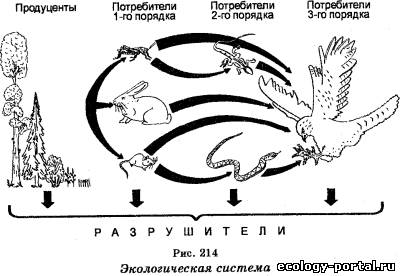 Продуценты Потребители Потребители Потребители
1-го порядка 2-го порядка 3-го порядка
РАЗРУШИТЕЛИ
Рис. 214
Экологическая система
ecology-portal.ru